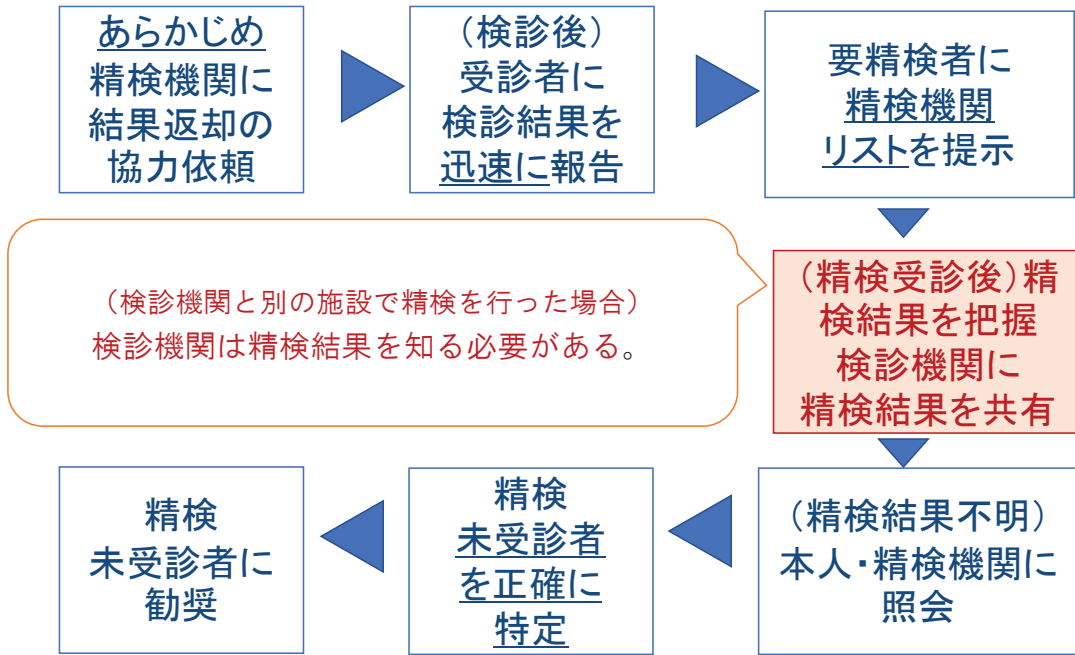 あらかじめ
精検機関に
結果返却の
協力依頼
（検診後）
受診者に
検診結果を
迅速に報告
要精検者に
精検機関
リストを提示
（検診機関と別の施設で精検を行った場合）
検診機関は精検結果を知る必要がある。
（精検受診後）精
検結果を把握
検診機関に
精検結果を共有
（精検結果不明）
本人・精検機関に
照会
精検
未受診者
を正確に
特定
精検
未受診者に
勧奨